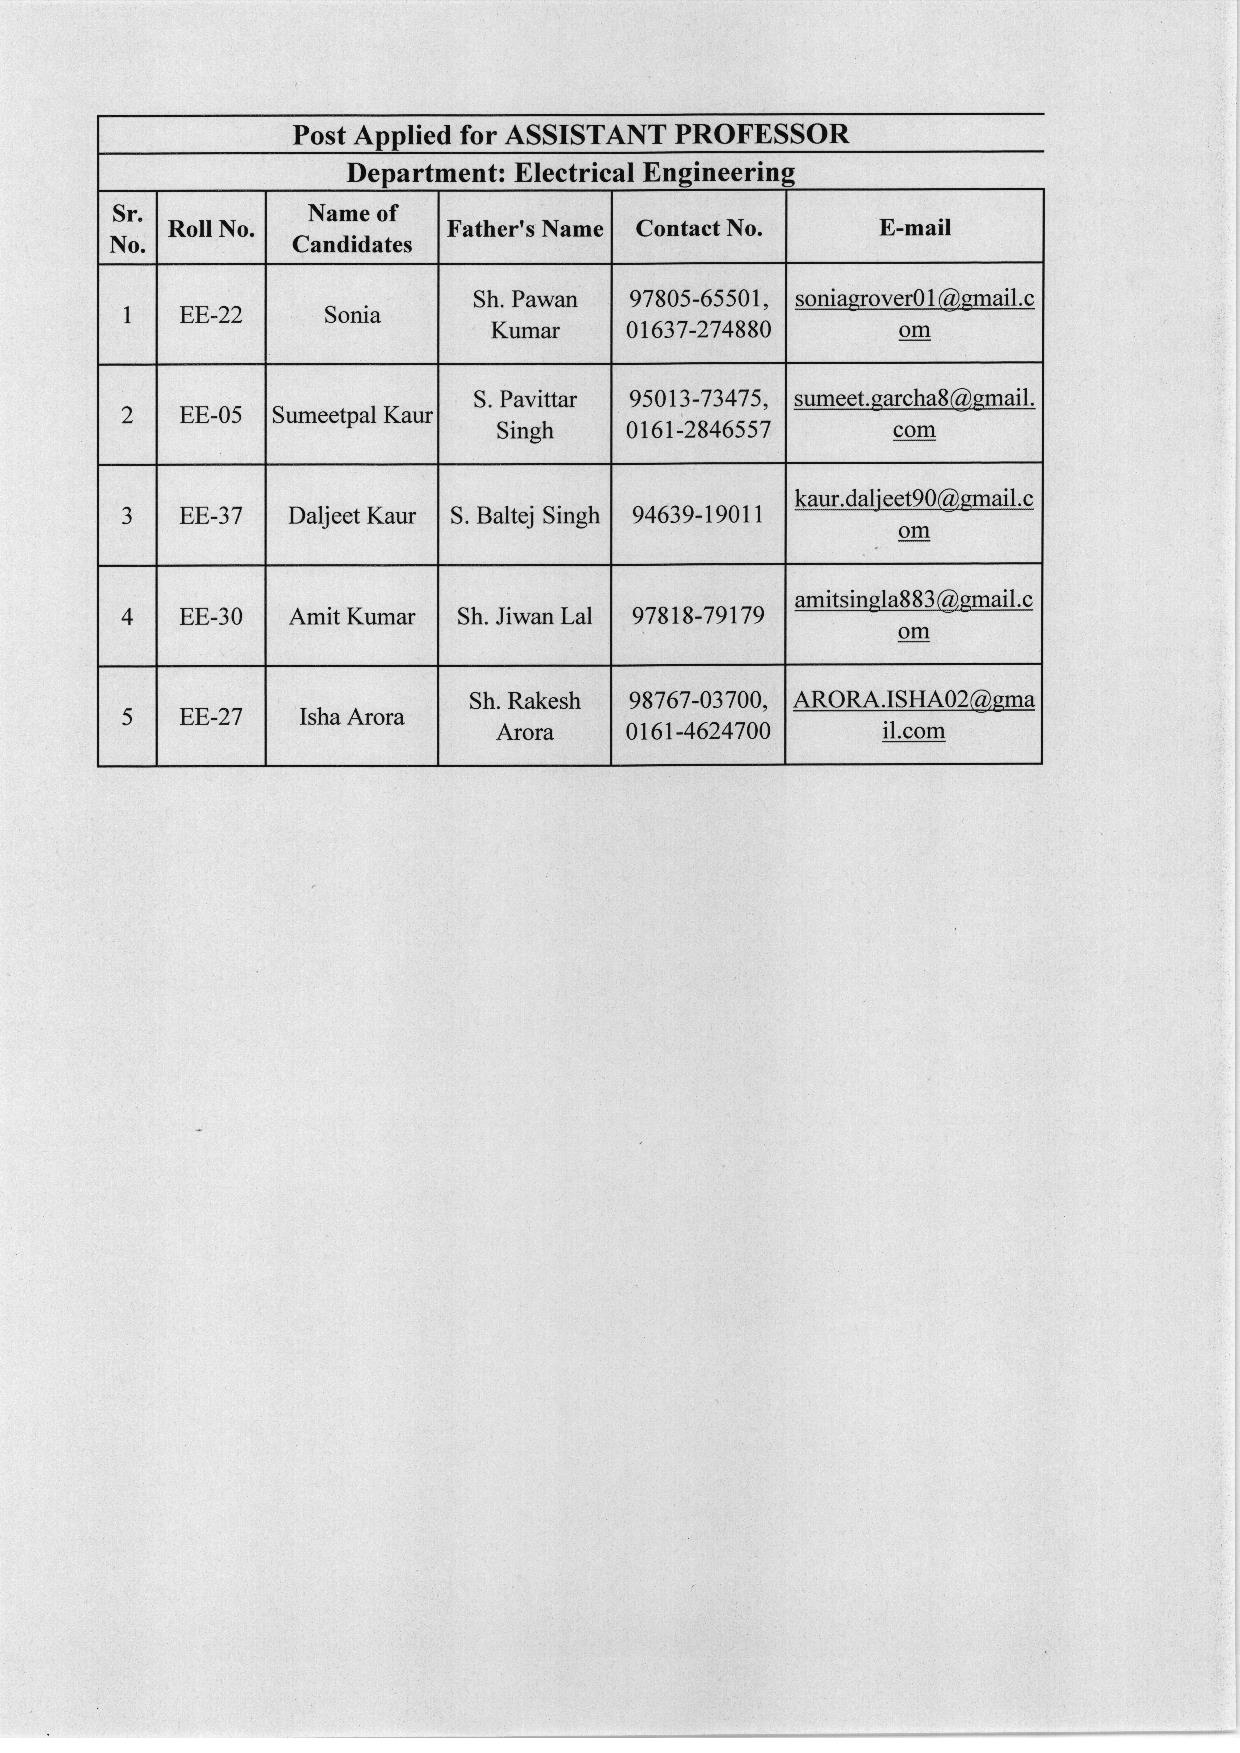 Post Applied for ASSISTANT PROFESSOR
Department: Electrical Engineering
Sr. No. Roll No. Name of Candidates Father's Name Contact No. E-mail
1 EE-22 Sonia Sh. Pawan Kumar 97805-65501, 01637-274880 soniagrover01@gmail.com
2 EE-05 Sumeetpal Kaur S. Pavittar Singh 95013-73475, 0161-2846557 sumeet.garcha8@gmail.com
3 EE-37 Daljeet Kaur S. Baltej Singh 94639-19011 kaur.daljeet90@gmail.com
4 EE-30 Amit Kumar Sh. Jiwan Lal 97818-79179 amitsingla883@gmail.com
5 EE-27 Isha Arora Sh. Rakesh Arora 98767-03700, 0161-4624700 ARORA.ISHA02@gmail.com